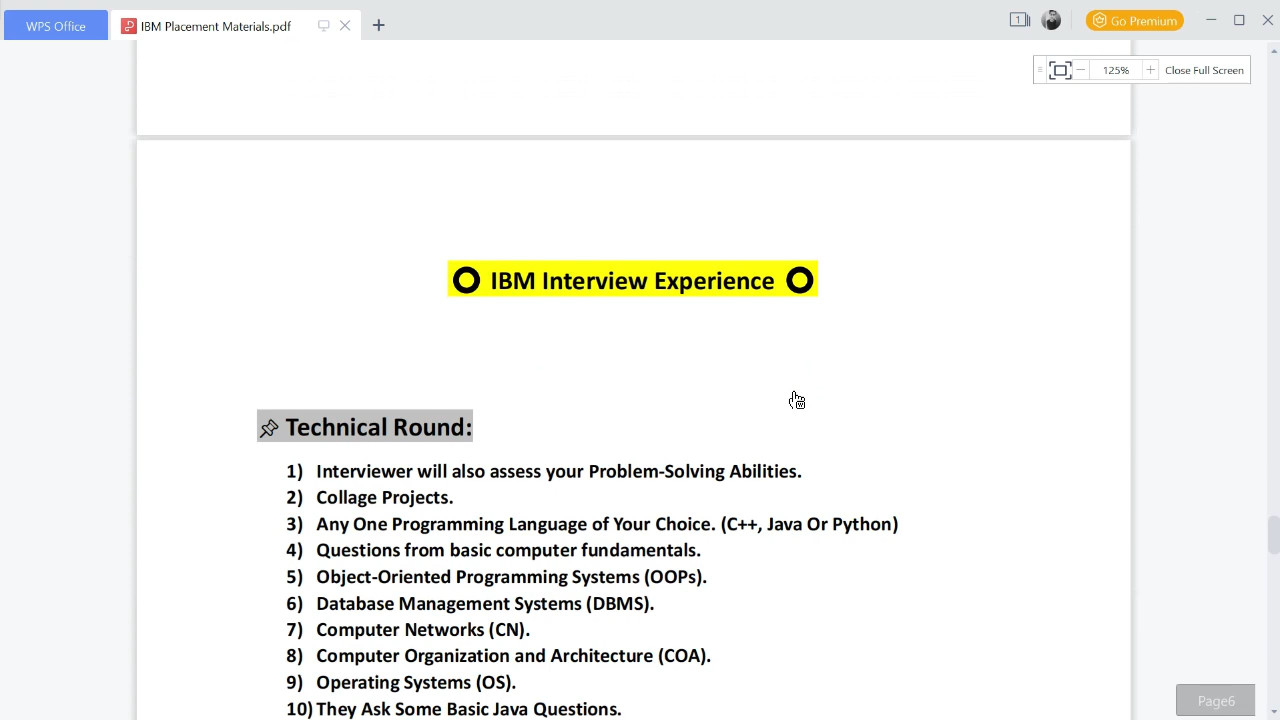 WPS Office
IBM Placement Materials.pdf
1
Go Premium
125%
Close Full Screen
IBM Interview Experience
Technical Round:
1) Interviewer will also assess your Problem-Solving Abilities.
2) Collage Projects.
3) Any One Programming Language of Your Choice. (C++, Java Or Python)
4) Questions from basic computer fundamentals.
5) Object-Oriented Programming Systems (OOPs).
6) Database Management Systems (DBMS).
7) Computer Networks (CN).
8) Computer Organization and Architecture (COA).
9) Operating Systems (OS).
10) They Ask Some Basic Java Questions.
Page6